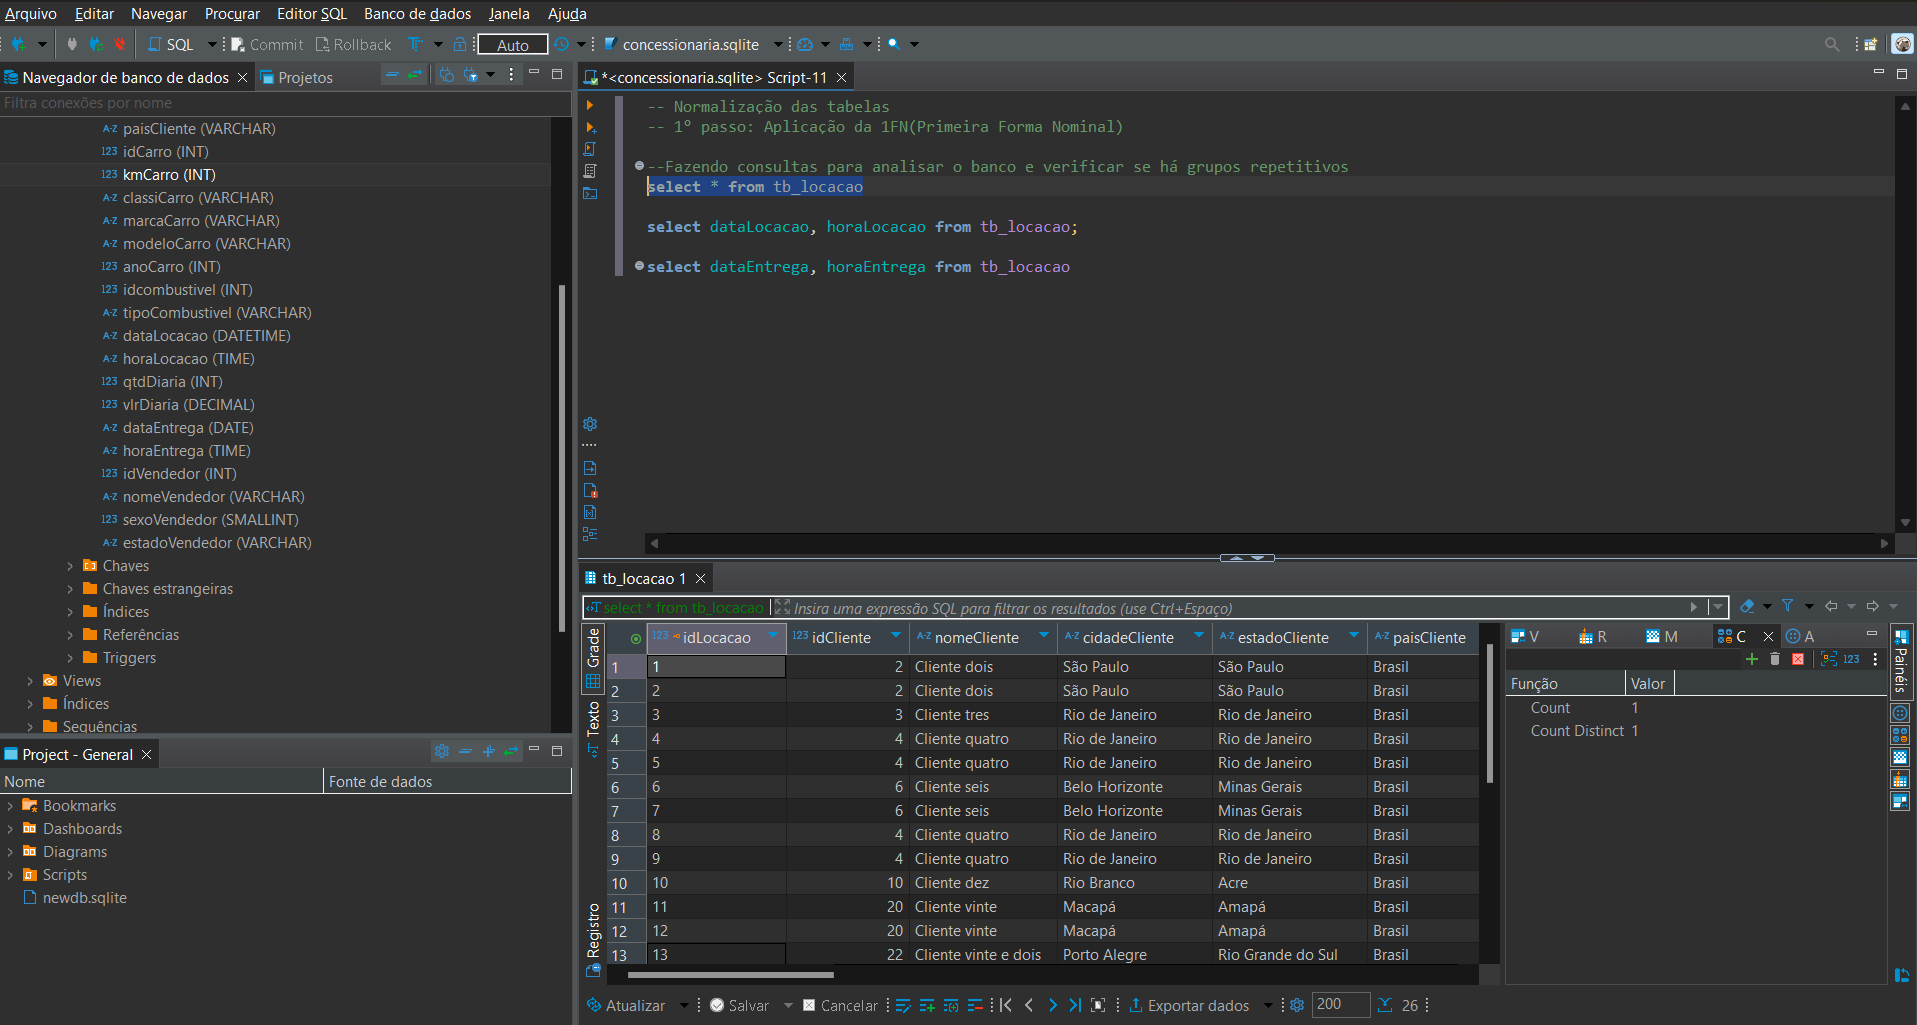 Arquivo Editar Navegar Procurar Editor SQL Banco de dados Janela Ajuda
SQL Commit Rollback Auto concessionaria.sqlite
Navegador de banco de dados Projetos
Filtra conexões por nome
A-Z paisCliente (VARCHAR)
123 idCarro (INT)
123 kmCarro (INT)
A-Z classiCarro (VARCHAR)
A-Z marcaCarro (VARCHAR)
A-Z modeloCarro (VARCHAR)
123 anoCarro (INT)
123 idcombustivel (INT)
A-Z tipoCombustivel (VARCHAR)
A-Z dataLocacao (DATETIME)
A-Z horaLocacao (TIME)
123 qtdDiaria (INT)
123 vlrDiaria (DECIMAL)
A-Z dataEntrega (DATE)
A-Z horaEntrega (TIME)
123 idVendedor (INT)
A-Z nomeVendedor (VARCHAR)
123 sexoVendedor (SMALLINT)
A-Z estadoVendedor (VARCHAR)
Chaves
Chaves estrangeiras
Índices
Referências
Triggers
Views
Índices
Sequências
Project - General
Nome Fonte de dados
Bookmarks
Dashboards
Diagrams
Scripts
newdb.sqlite
*<concessionaria.sqlite> Script-11
-- Normalização das tabelas
-- 1º passo: Aplicação da 1FN(Primeira Forma Nominal)
--Fazendo consultas para analisar o banco e verificar se há grupos repetitivos
select * from tb_locacao
select dataLocacao, horaLocacao from tb_locacao;
select dataEntrega, horaEntrega from tb_locacao
tb_locacao 1
select * from tb_locacao Insira uma expressão SQL para filtrar os resultados (use Ctrl+Espaço)
Grade
Texto
Registro
123 idLocacao 123 idCliente A-Z nomeCliente A-Z cidadeCliente A-Z estadoCliente A-Z paisCliente
1 1 2 Cliente dois São Paulo São Paulo Brasil
2 2 2 Cliente dois São Paulo São Paulo Brasil
3 3 3 Cliente tres Rio de Janeiro Rio de Janeiro Brasil
4 4 4 Cliente quatro Rio de Janeiro Rio de Janeiro Brasil
5 5 4 Cliente quatro Rio de Janeiro Rio de Janeiro Brasil
6 6 6 Cliente seis Belo Horizonte Minas Gerais Brasil
7 7 6 Cliente seis Belo Horizonte Minas Gerais Brasil
8 8 4 Cliente quatro Rio de Janeiro Rio de Janeiro Brasil
9 9 4 Cliente quatro Rio de Janeiro Rio de Janeiro Brasil
10 10 10 Cliente dez Rio Branco Acre Brasil
11 11 20 Cliente vinte Macapá Amapá Brasil
12 12 20 Cliente vinte Macapá Amapá Brasil
13 13 22 Cliente vinte e dois Porto Alegre Rio Grande do Sul Brasil
V R M C A
123
Função Valor
Count 1
Count Distinct 1
Painéis
Atualizar Salvar Cancelar Exportar dados 200 26